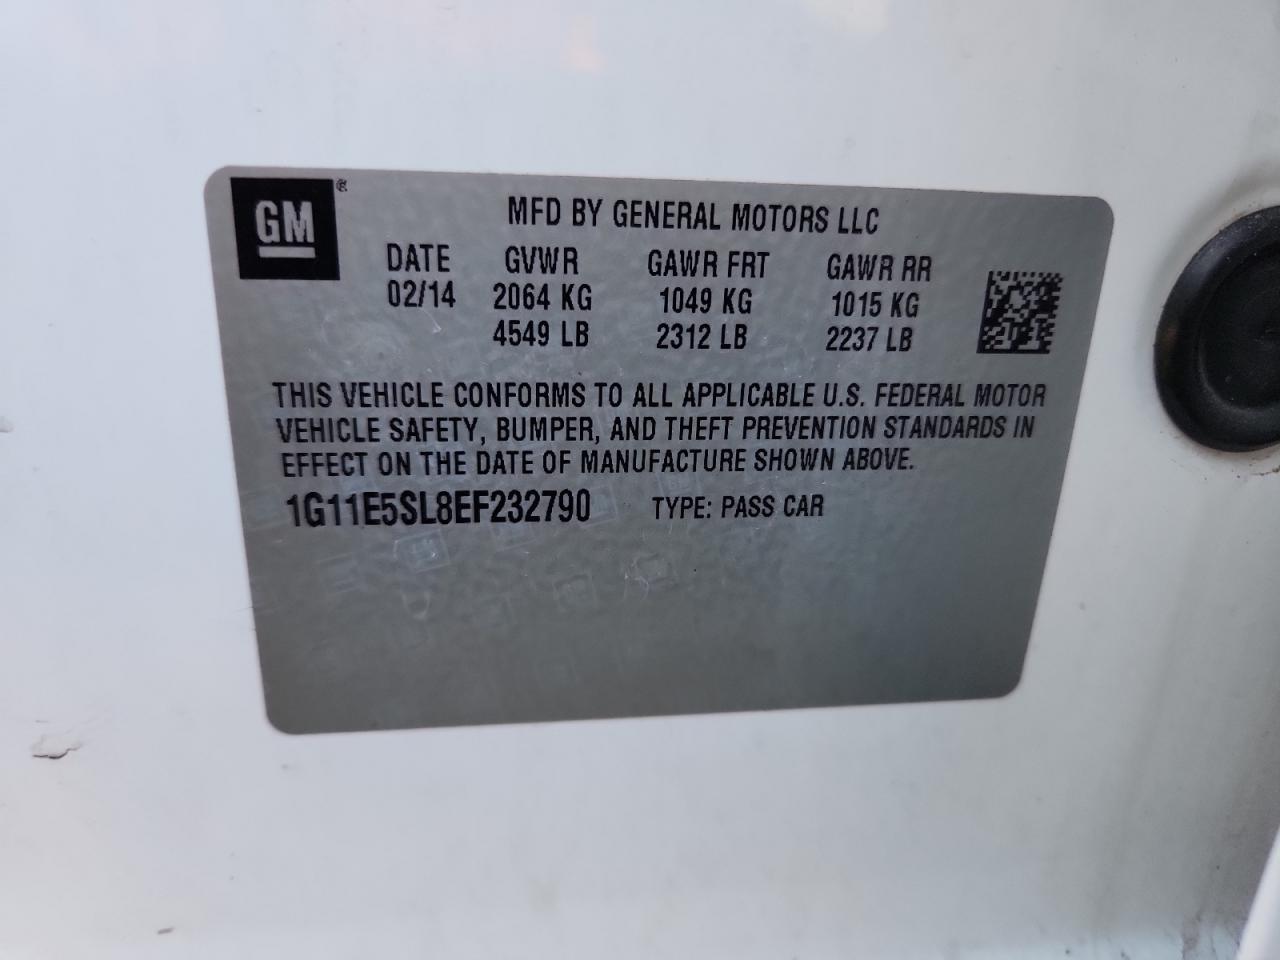 GM ®
MFD BY GENERAL MOTORS LLC
DATE GVWR GAWR FRT GAWR RR
02/14 2064 KG 1049 KG 1015 KG
4549 LB 2312 LB 2237 LB
THIS VEHICLE CONFORMS TO ALL APPLICABLE U.S. FEDERAL MOTOR
VEHICLE SAFETY, BUMPER, AND THEFT PREVENTION STANDARDS IN
EFFECT ON THE DATE OF MANUFACTURE SHOWN ABOVE.
1G11E5SL8EF232790 TYPE: PASS CAR